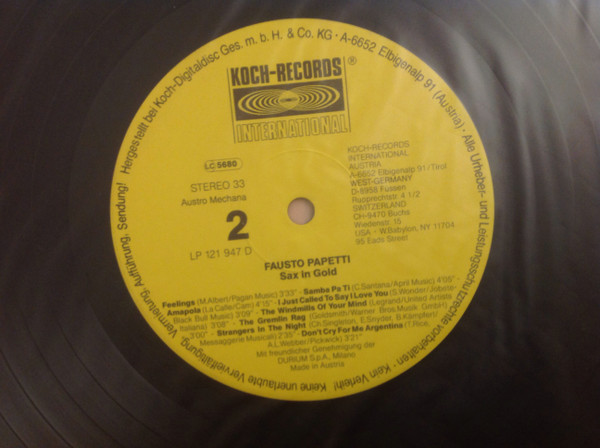 Hergestellt bei Koch-Digitaldisc Ges. m. b. H. & Co. KG · A-6652 Elbigenalp 91 (Austria) · Alle Urheber- und Leistungsschutzrechte vorbehalten · Kein Verleih! Keine unerlaubte Vervielfältigung, Vermietung, Aufführung, Sendung!
KOCH-RECORDS
®
INTERNATIONAL
LC 5680
STEREO 33
Austro Mechana
2
LP 121 947 D
KOCH-RECORDS
INTERNATIONAL
AUSTRIA
A-6652 Elbigenalp 91/Tirol
WEST-GERMANY
D-8958 Füssen
Rusprechstr. 4 1/2
SWITZERLAND
CH-9470 Buchs
Wiedenstr. 15
USA - W.Babylon, NY 11704
95 Eads Street
FAUSTO PAPETTI
Sax in Gold
Feelings (M.Albert/Pagan Music) 3'33" · Samba Pa Ti (C.Santana/April Music) 4'05" ·
Amapola (La Calle/Cam) 4'15" · I Just Called To Say I Love You (S.Wonder/Jobete-
Black Bull Music) 3'09" · The Windmills Of Your Mind (Legrand/United Artists
Italiana) 3'08" · The Gremlin Rag (Goldsmith/Warner Bros. Musik GmbH)
3'00" · Strangers In The Night (Ch.Singleton, E.Snyder, B.Kämpfert/
Messaggerie Musicali) 2'35" · Don't Cry For Me Argentina (T.Rice,
A.L.Webber/Pickwick) 3'21"
Mit freundlicher Genehmigung der
DURIUM S.p.A., Milano
Made in Austria